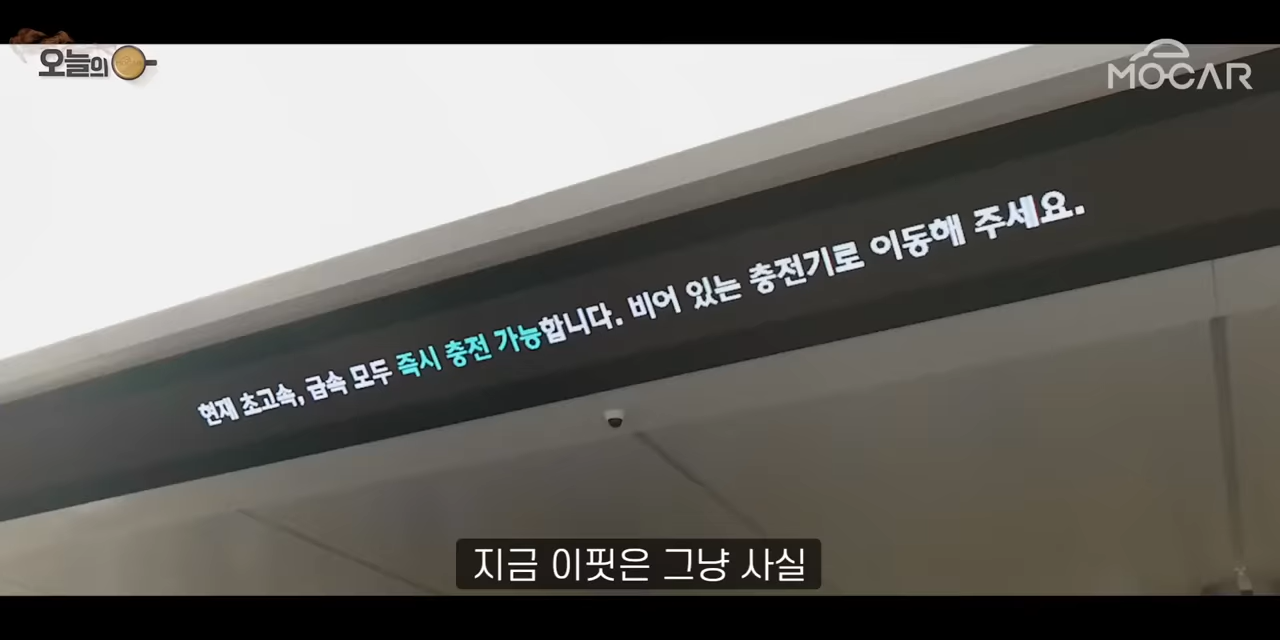 오늘의
MOCAR
현재 초고속, 급속 모두 즉시 충전 가능합니다. 비어 있는 충전기로 이동해 주세요.
지금 이핏은 그냥 사실